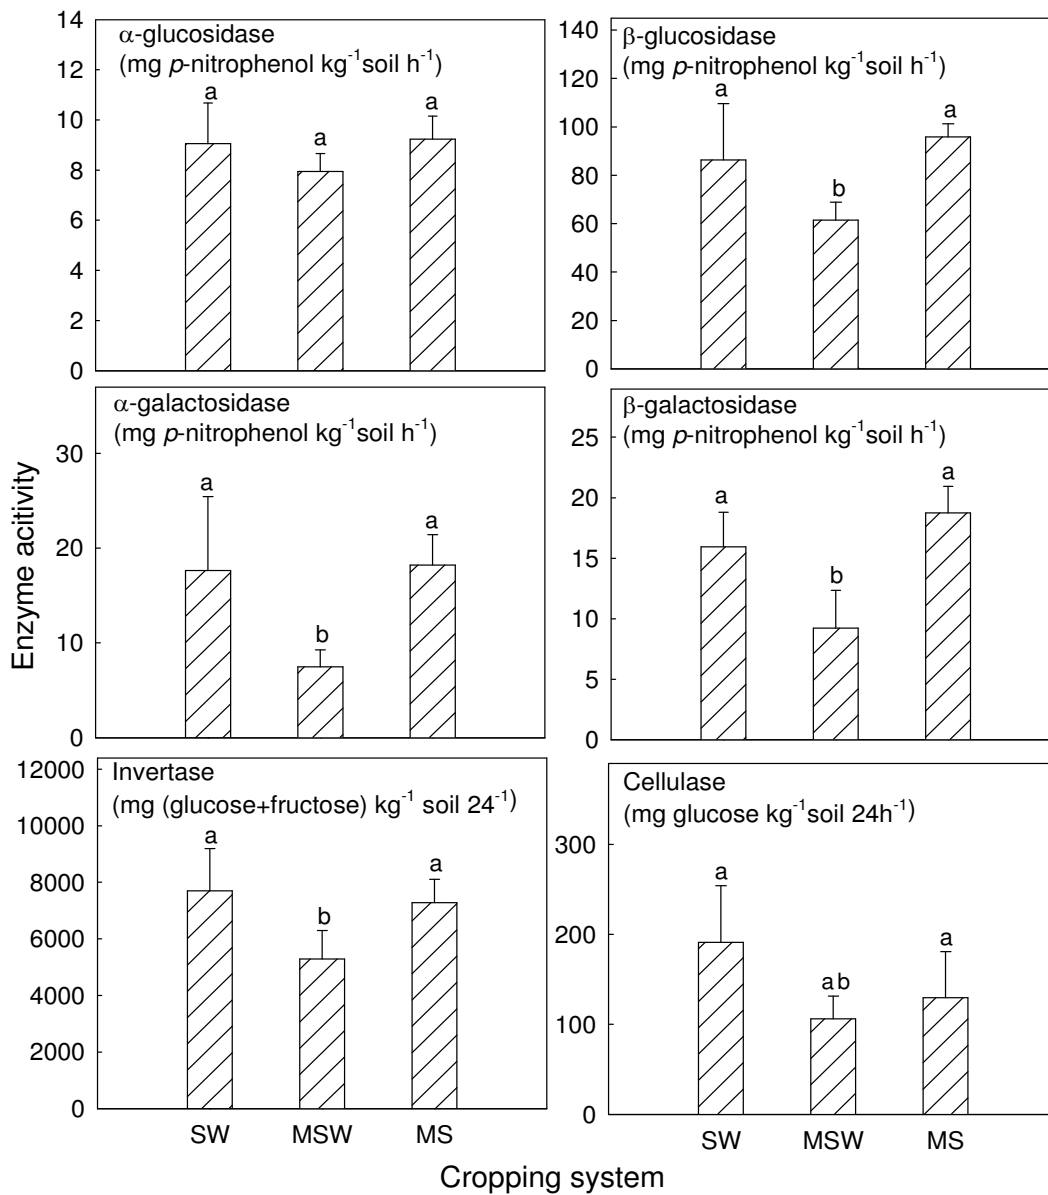 α-glucosidase
(mg p-nitrophenol kg⁻¹soil h⁻¹)
14
12
10
8
6
4
2
0
a
a
a
β-glucosidase
(mg p-nitrophenol kg⁻¹soil h⁻¹)
140
120
100
80
60
40
20
0
a
b
a
α-galactosidase
(mg p-nitrophenol kg⁻¹soil h⁻¹)
30
20
10
0
a
b
a
β-galactosidase
(mg p-nitrophenol kg⁻¹soil h⁻¹)
25
20
15
10
5
0
a
b
a
Invertase
(mg (glucose+fructose) kg⁻¹ soil 24⁻¹)
12000
10000
8000
6000
4000
2000
0
a
b
a
SW MSW MS
Cellulase
(mg glucose kg⁻¹soil 24h⁻¹)
300
200
100
0
a
ab
a
SW MSW MS
Enzyme acitivity
Cropping system